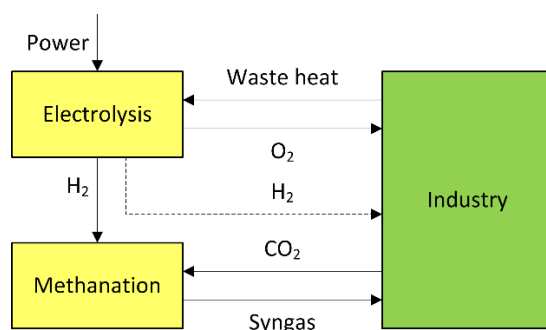 Power
Waste heat
Electrolysis
O₂
H₂
H₂
Industry
CO₂
Methanation
Syngas